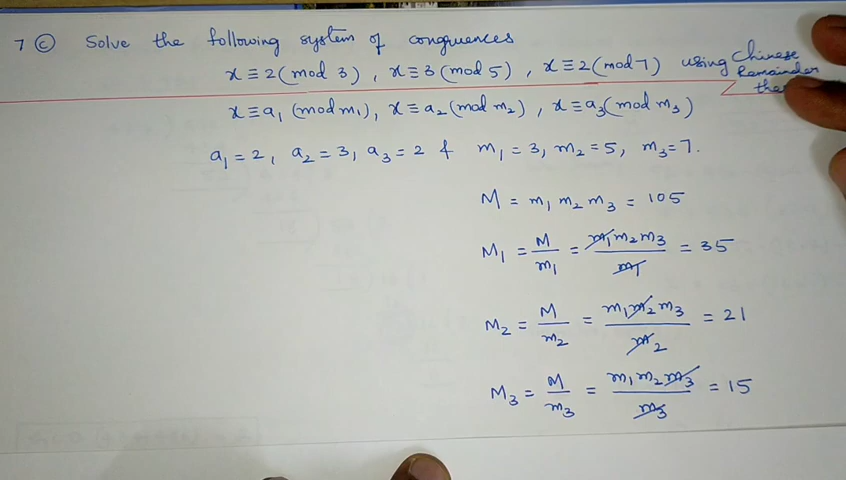 7 ⓒ Solve the following system of congruences
x ≡ 2 (mod 3), x ≡ 3 (mod 5), x ≡ 2 (mod 7) using Chinese Remainder
x ≡ a₁ (mod m₁), x ≡ a₂ (mod m₂), x ≡ a₃ (mod m₃)
a₁ = 2, a₂ = 3, a₃ = 2 & m₁ = 3, m₂ = 5, m₃ = 7.
M = m₁ m₂ m₃ = 105
M₁ = M/m₁ = m₁m₂m₃/m₁ = 35
M₂ = M/m₂ = m₁m₂m₃/m₂ = 21
M₃ = M/m₃ = m₁m₂m₃/m₃ = 15